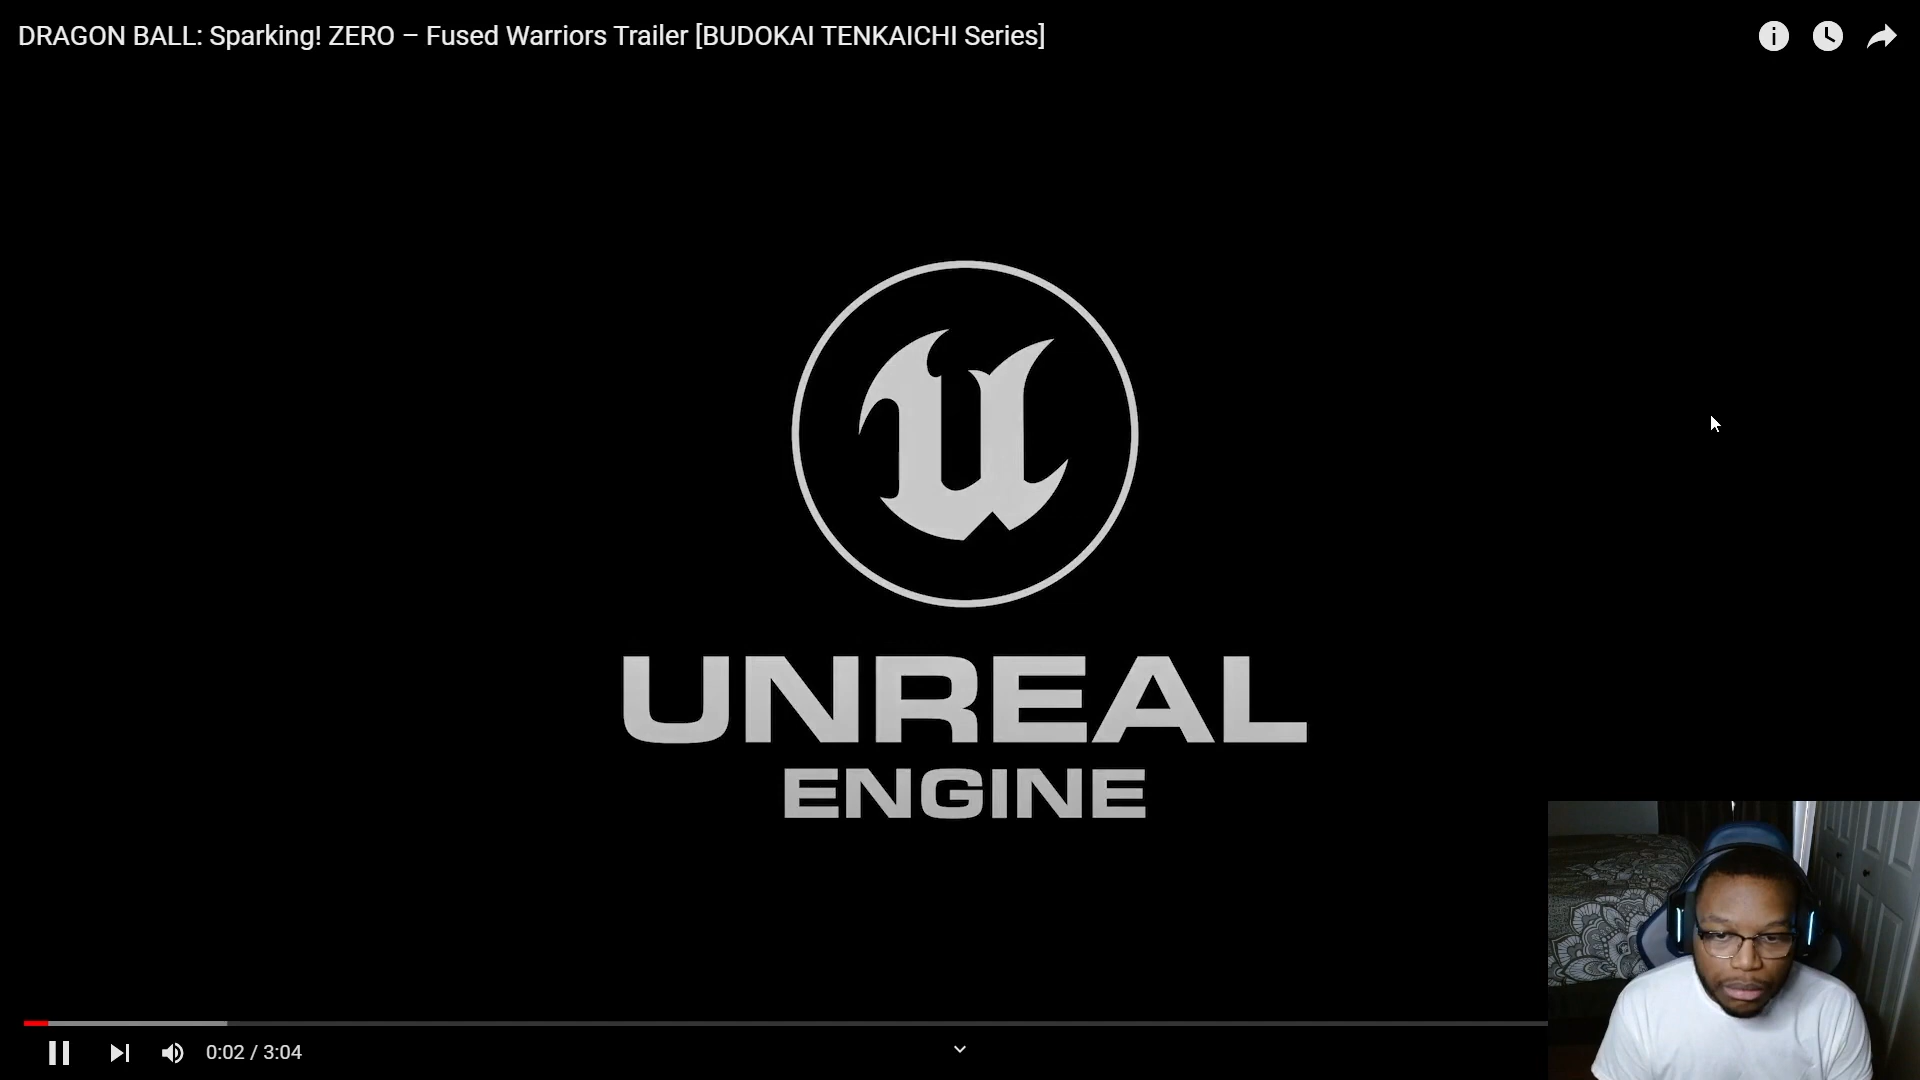 DRAGON BALL: Sparking! ZERO – Fused Warriors Trailer [BUDOKAI TENKAICHI Series]
UNREAL
ENGINE
0:02 / 3:04